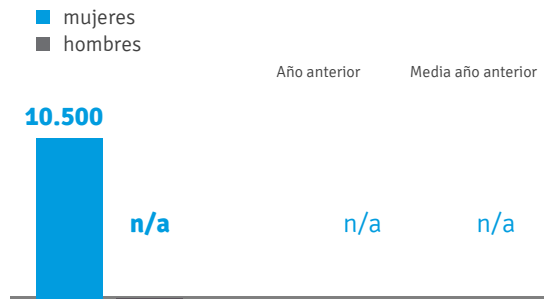 mujeres
hombres
Año anterior Media año anterior
10.500
n/a n/a n/a